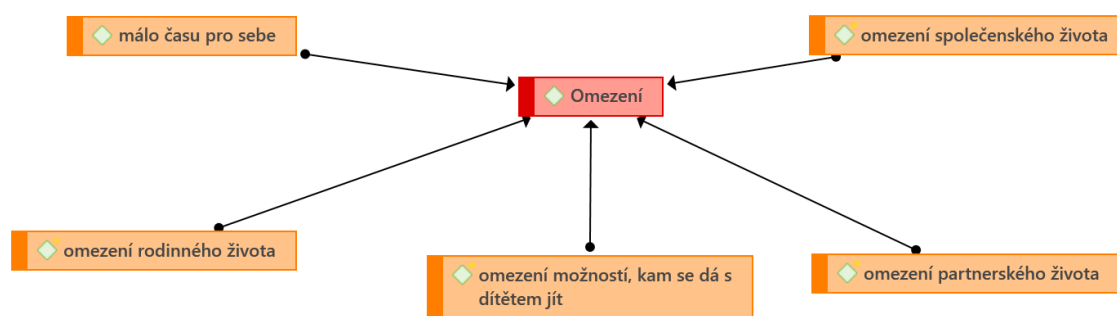 málo času pro sebe
omezení společenského života
Omezení
omezení rodinného života
omezení možností, kam se dá s
dítětem jít
omezení partnerského života